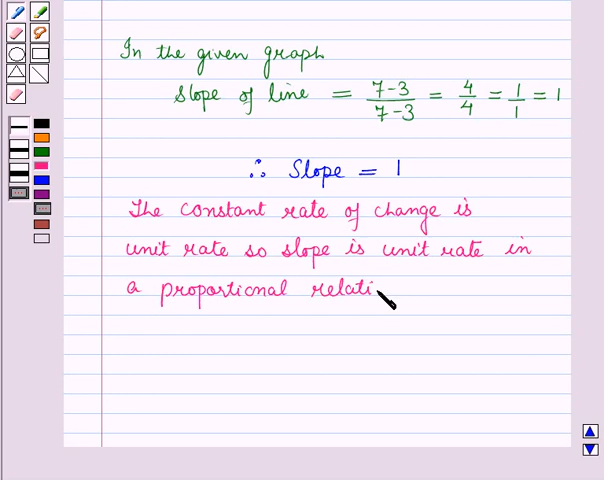 In the given graph
Slope of line = 7-3/7-3 = 4/4 = 1/1 = 1
∴ Slope = 1
The constant rate of change is
unit rate so slope is unit rate in
a proportional relati